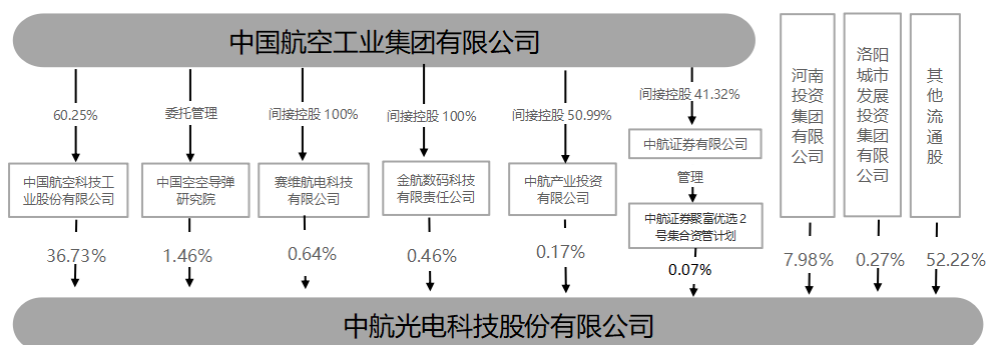 中国航空工业集团有限公司
60.25%
委托管理
间接控股 100%
间接控股 100%
间接控股 50.99%
间接控股 41.32%
中国航空科技工
业股份有限公司
中国空空导弹
研究院
赛维航电科技
有限公司
金航数码科技
有限责任公司
中航产业投资
有限公司
中航证券有限公司
管理
中航证券聚富优选 2
号集合资管计划
河南
投资
集团
有限
公司
洛阳
城市
发展
投资
集团
有限
公司
其
他
流
通
股
36.73%
1.46%
0.64%
0.46%
0.17%
0.07%
7.98%
0.27%
52.22%
中航光电科技股份有限公司